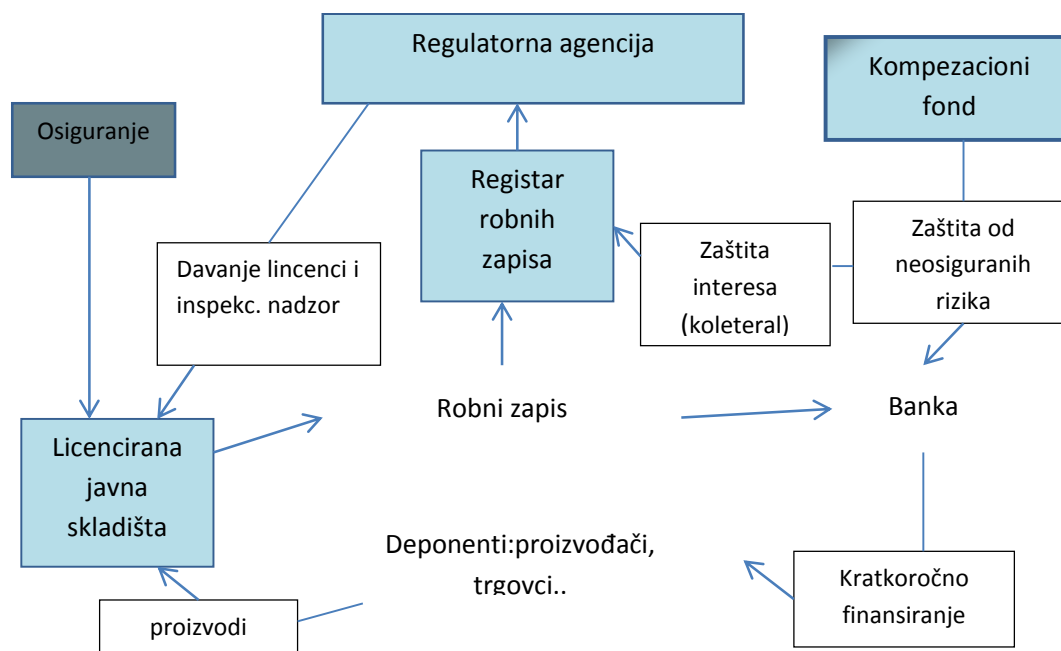 Regulatorna agencija
Kompezacioni
fond
Osiguranje
Registar
robnih
zapisa
Davanje lincenci i
inspekc. nadzor
Zaštita
interesa
(koleteral)
Zaštita od
neosiguranih
rizika
Robni zapis
Banka
Licencirana
javna
skladišta
Deponenti:proizvođači,
trgovci..
Kratkoročno
finansiranje
proizvodi